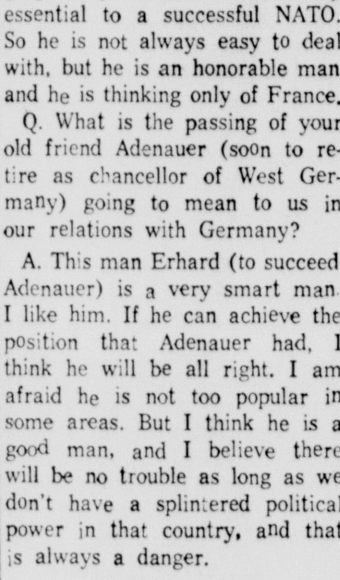 essential to a successful NATO.
So he is not always easy to deal
with, but he is an honorable man
and he is thinking only of France.
Q. What is the passing of your
old friend Adenauer (soon to re-
tire as chancellor of West Ger-
many) going to mean to us in
our relations with Germany?
A. This man Erhard (to succeed
Adenauer) is a very smart man.
I like him. If he can achieve the
position that Adenauer had, I
think he will be all right. I am
afraid he is not too popular in
some areas. But I think he is a
good man, and I believe there
will be no trouble as long as we
don't have a splintered political
power in that country, and that
is always a danger.